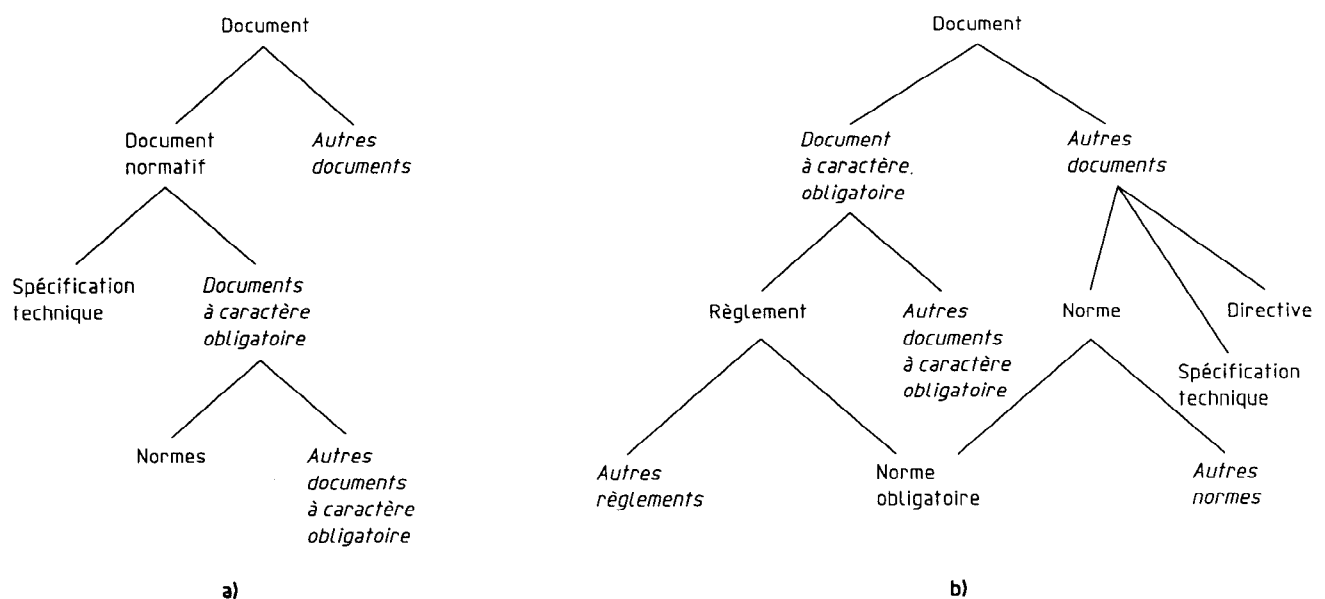 Document
Document
normatif
Autres
documents
Spécification
technique
Documents
à caractère
obligatoire
Normes
Autres
documents
à caractère
obligatoire
a)
Document
Document
à caractère.
obligatoire
Autres
documents
Règlement
Autres
documents
à caractère
obligatoire
Norme
Directive
Spécification
technique
Autres
règlements
Norme
obligatoire
Autres
normes
b)